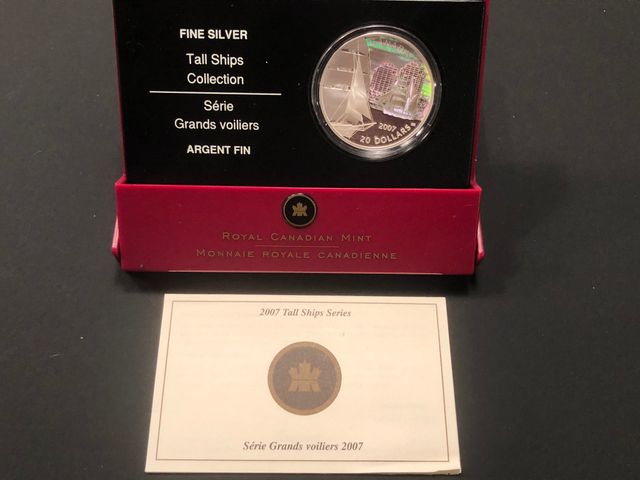 FINE SILVER
Tall Ships
Collection
Série
Grands voiliers
ARGENT FIN
2007
20 DOLLARS
ROYAL CANADIAN MINT
MONNAIE ROYALE CANADIENNE
2007 Tall Ships Series
Série Grands voiliers 2007